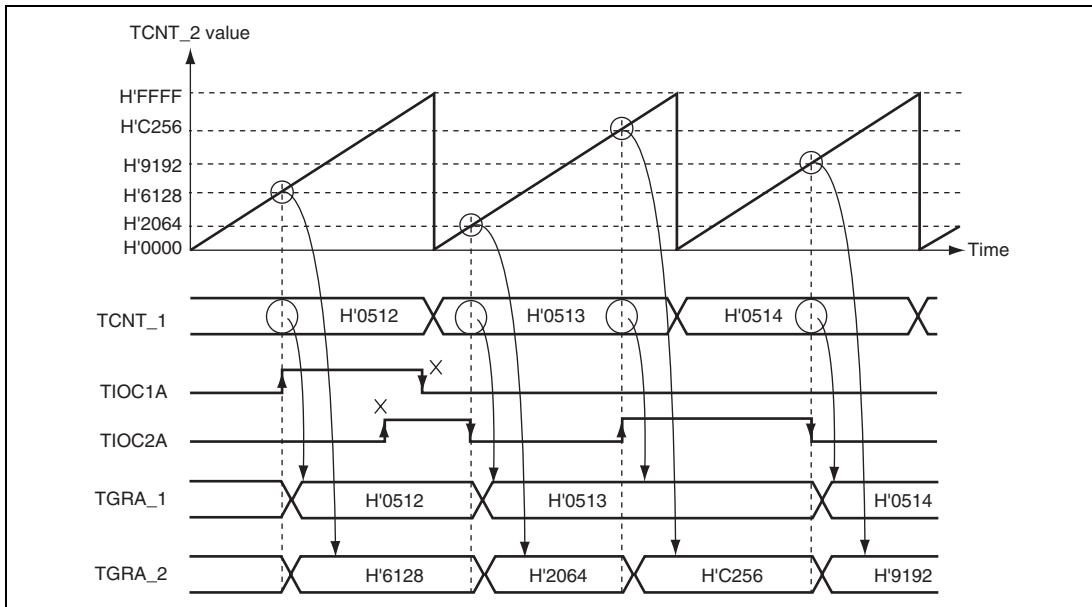 TCNT_2 value
H'FFFF
H'C256
H'9192
H'6128
H'2064
H'0000
Time
TCNT_1
H'0512
H'0513
H'0514
TIOC1A
TIOC2A
TGRA_1
H'0512
H'0513
H'0514
TGRA_2
H'6128
H'2064
H'C256
H'9192